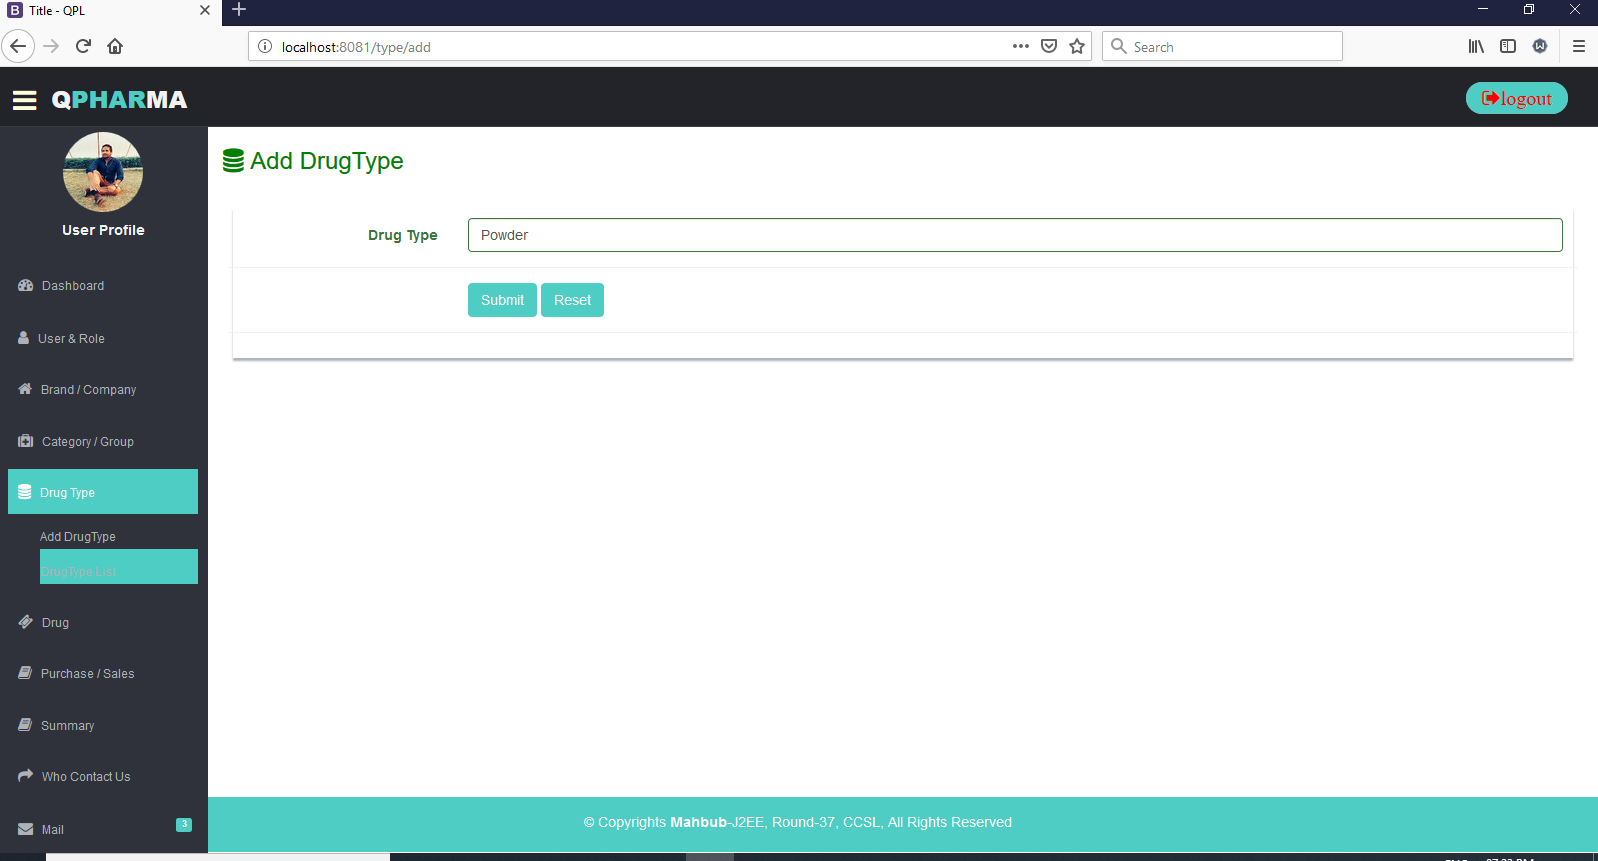 Title - QPL
localhost:8081/type/add
Search
QPHARMA
logout
User Profile
Dashboard
User & Role
Brand / Company
Category / Group
Drug Type
Add DrugType
DrugType List
Drug
Purchase / Sales
Summary
Who Contact Us
Mail
3
Add DrugType
Drug Type
Powder
Submit
Reset
© Copyrights Mahbub-J2EE, Round-37, CCSL, All Rights Reserved